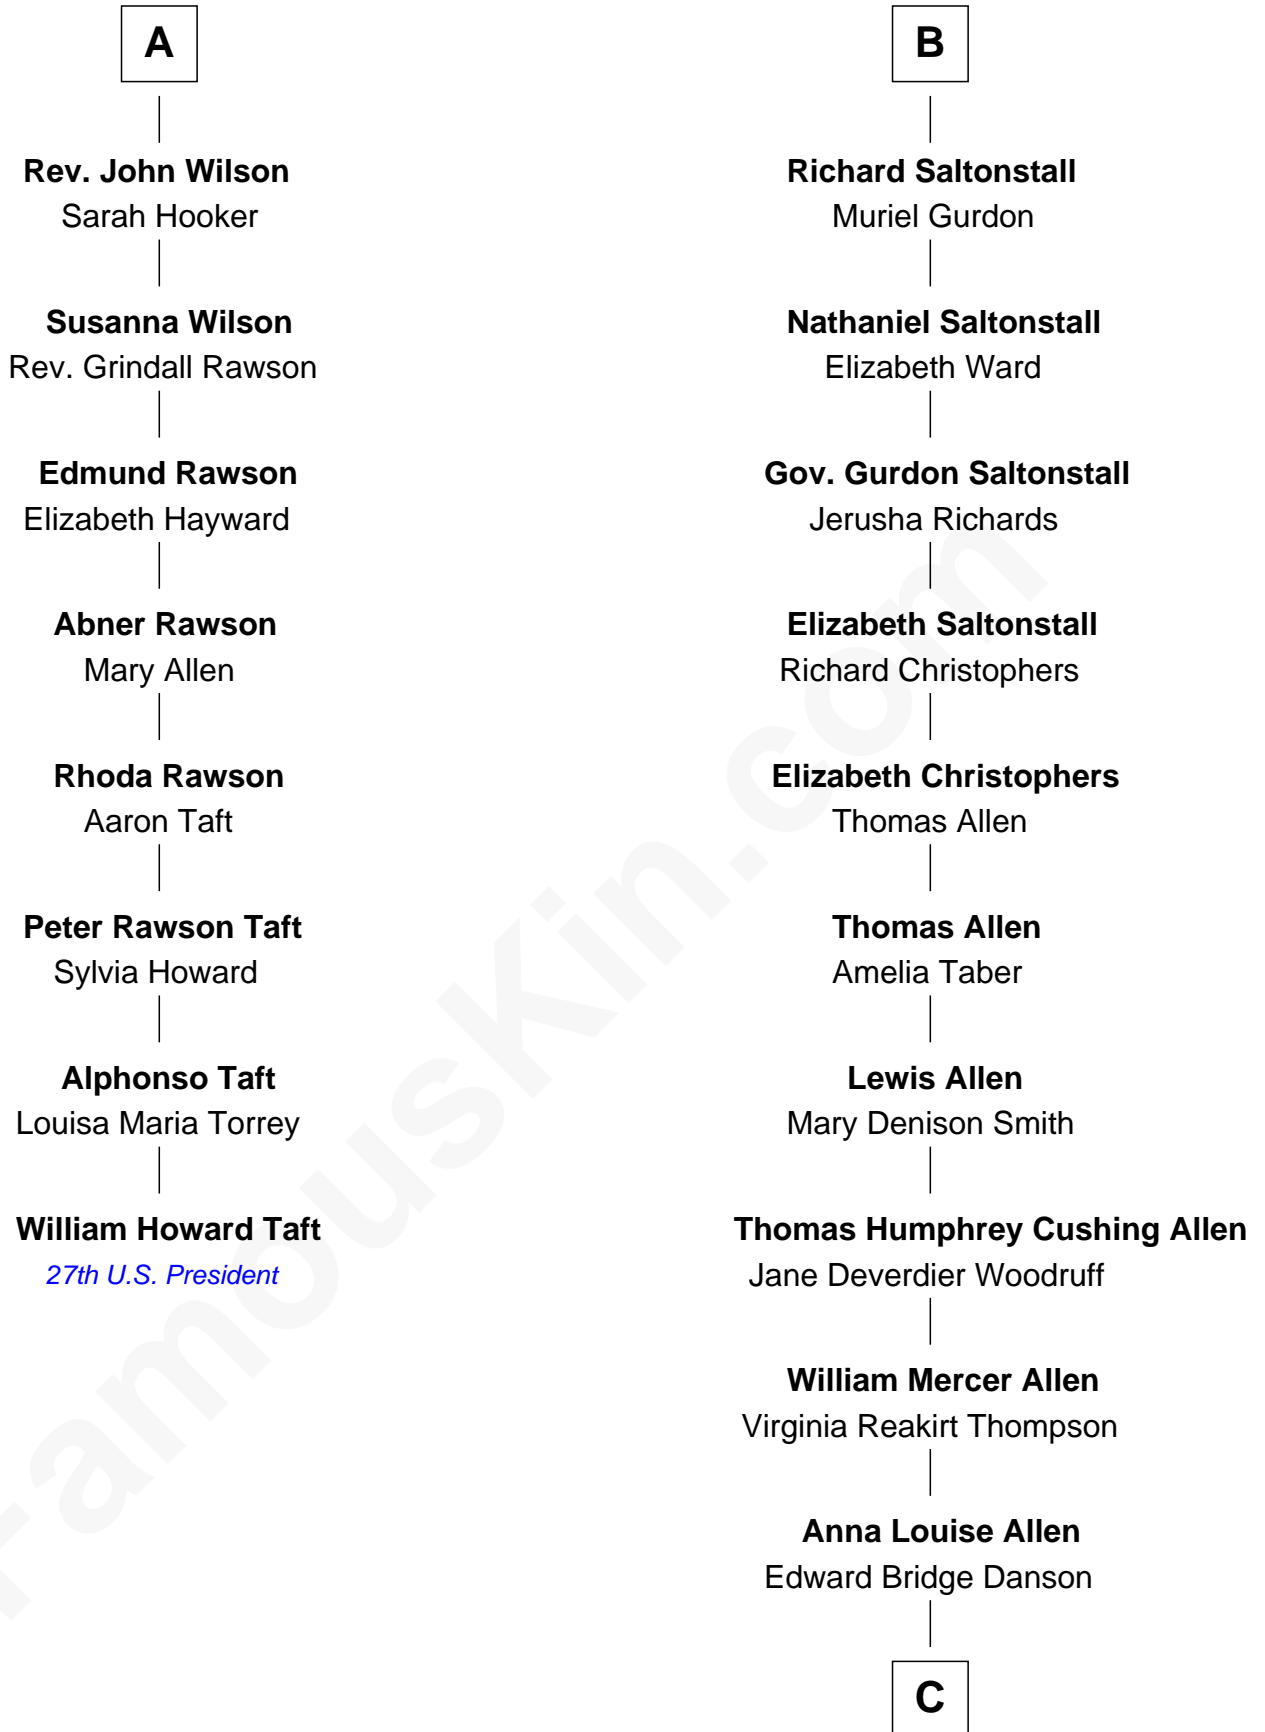 A
Rev. John Wilson
Sarah Hooker
Susanna Wilson
Rev. Grindall Rawson
Edmund Rawson
Elizabeth Hayward
Abner Rawson
Mary Allen
Rhoda Rawson
Aaron Taft
Peter Rawson Taft
Sylvia Howard
Alphonso Taft
Louisa Maria Torrey
William Howard Taft
27th U.S. President
B
Richard Saltonstall
Muriel Gurdon
Nathaniel Saltonstall
Elizabeth Ward
Gov. Gurdon Saltonstall
Jerusha Richards
Elizabeth Saltonstall
Richard Christophers
Elizabeth Christophers
Thomas Allen
Thomas Allen
Amelia Taber
Lewis Allen
Mary Denison Smith
Thomas Humphrey Cushing Allen
Jane Deverdier Woodruff
William Mercer Allen
Virginia Reakirt Thompson
Anna Louise Allen
Edward Bridge Danson
C
FamousKin.com